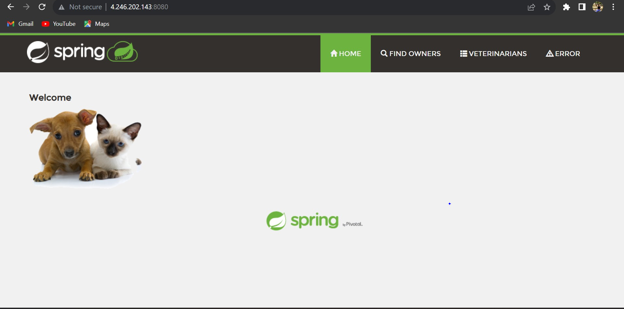 Not secure | 4.246.202.143:8080
Gmail YouTube Maps
spring HOME FIND OWNERS VETERINARIANS ERROR
Welcome
spring by Pivotal.